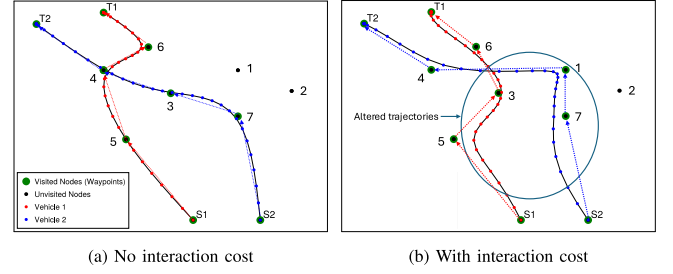 T1
T2
6
4
1
2
3
7
5
S1
S2
Visited Nodes (Waypoints)
Unvisited Nodes
Vehicle 1
Vehicle 2
(a) No interaction cost
T1
T2
6
4
1
2
3
Altered trajectories
7
5
S1
S2
(b) With interaction cost